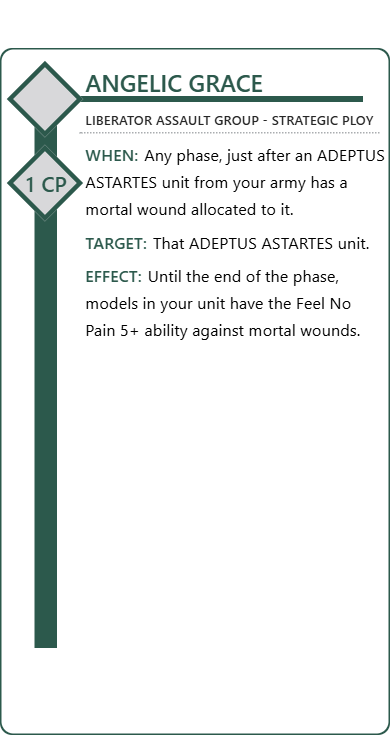 ANGELIC GRACE
LIBERATOR ASSAULT GROUP - STRATEGIC PLOY
WHEN: Any phase, just after an ADEPTUS
1 CP
ASTARTES unit from your army has a
mortal wound allocated to it.
TARGET: That ADEPTUS ASTARTES unit.
EFFECT: Until the end of the phase,
models in your unit have the Feel No
Pain 5+ ability against mortal wounds.